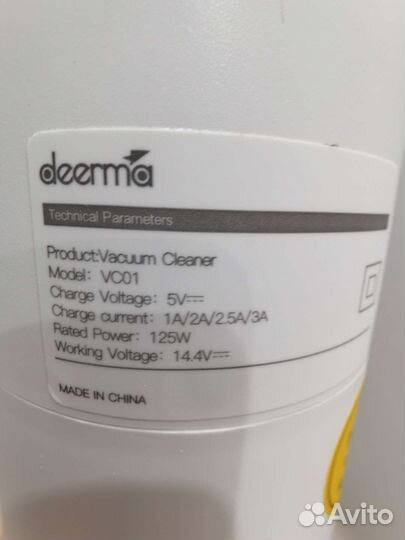 deerma
Technical Parameters
Product:Vacuum Cleaner
Model: VC01
Charge Voltage: 5V⎓
Charge current: 1A/2A/2.5A/3A
Rated Power: 125W
Working Voltage: 14.4V⎓
MADE IN CHINA
Avito